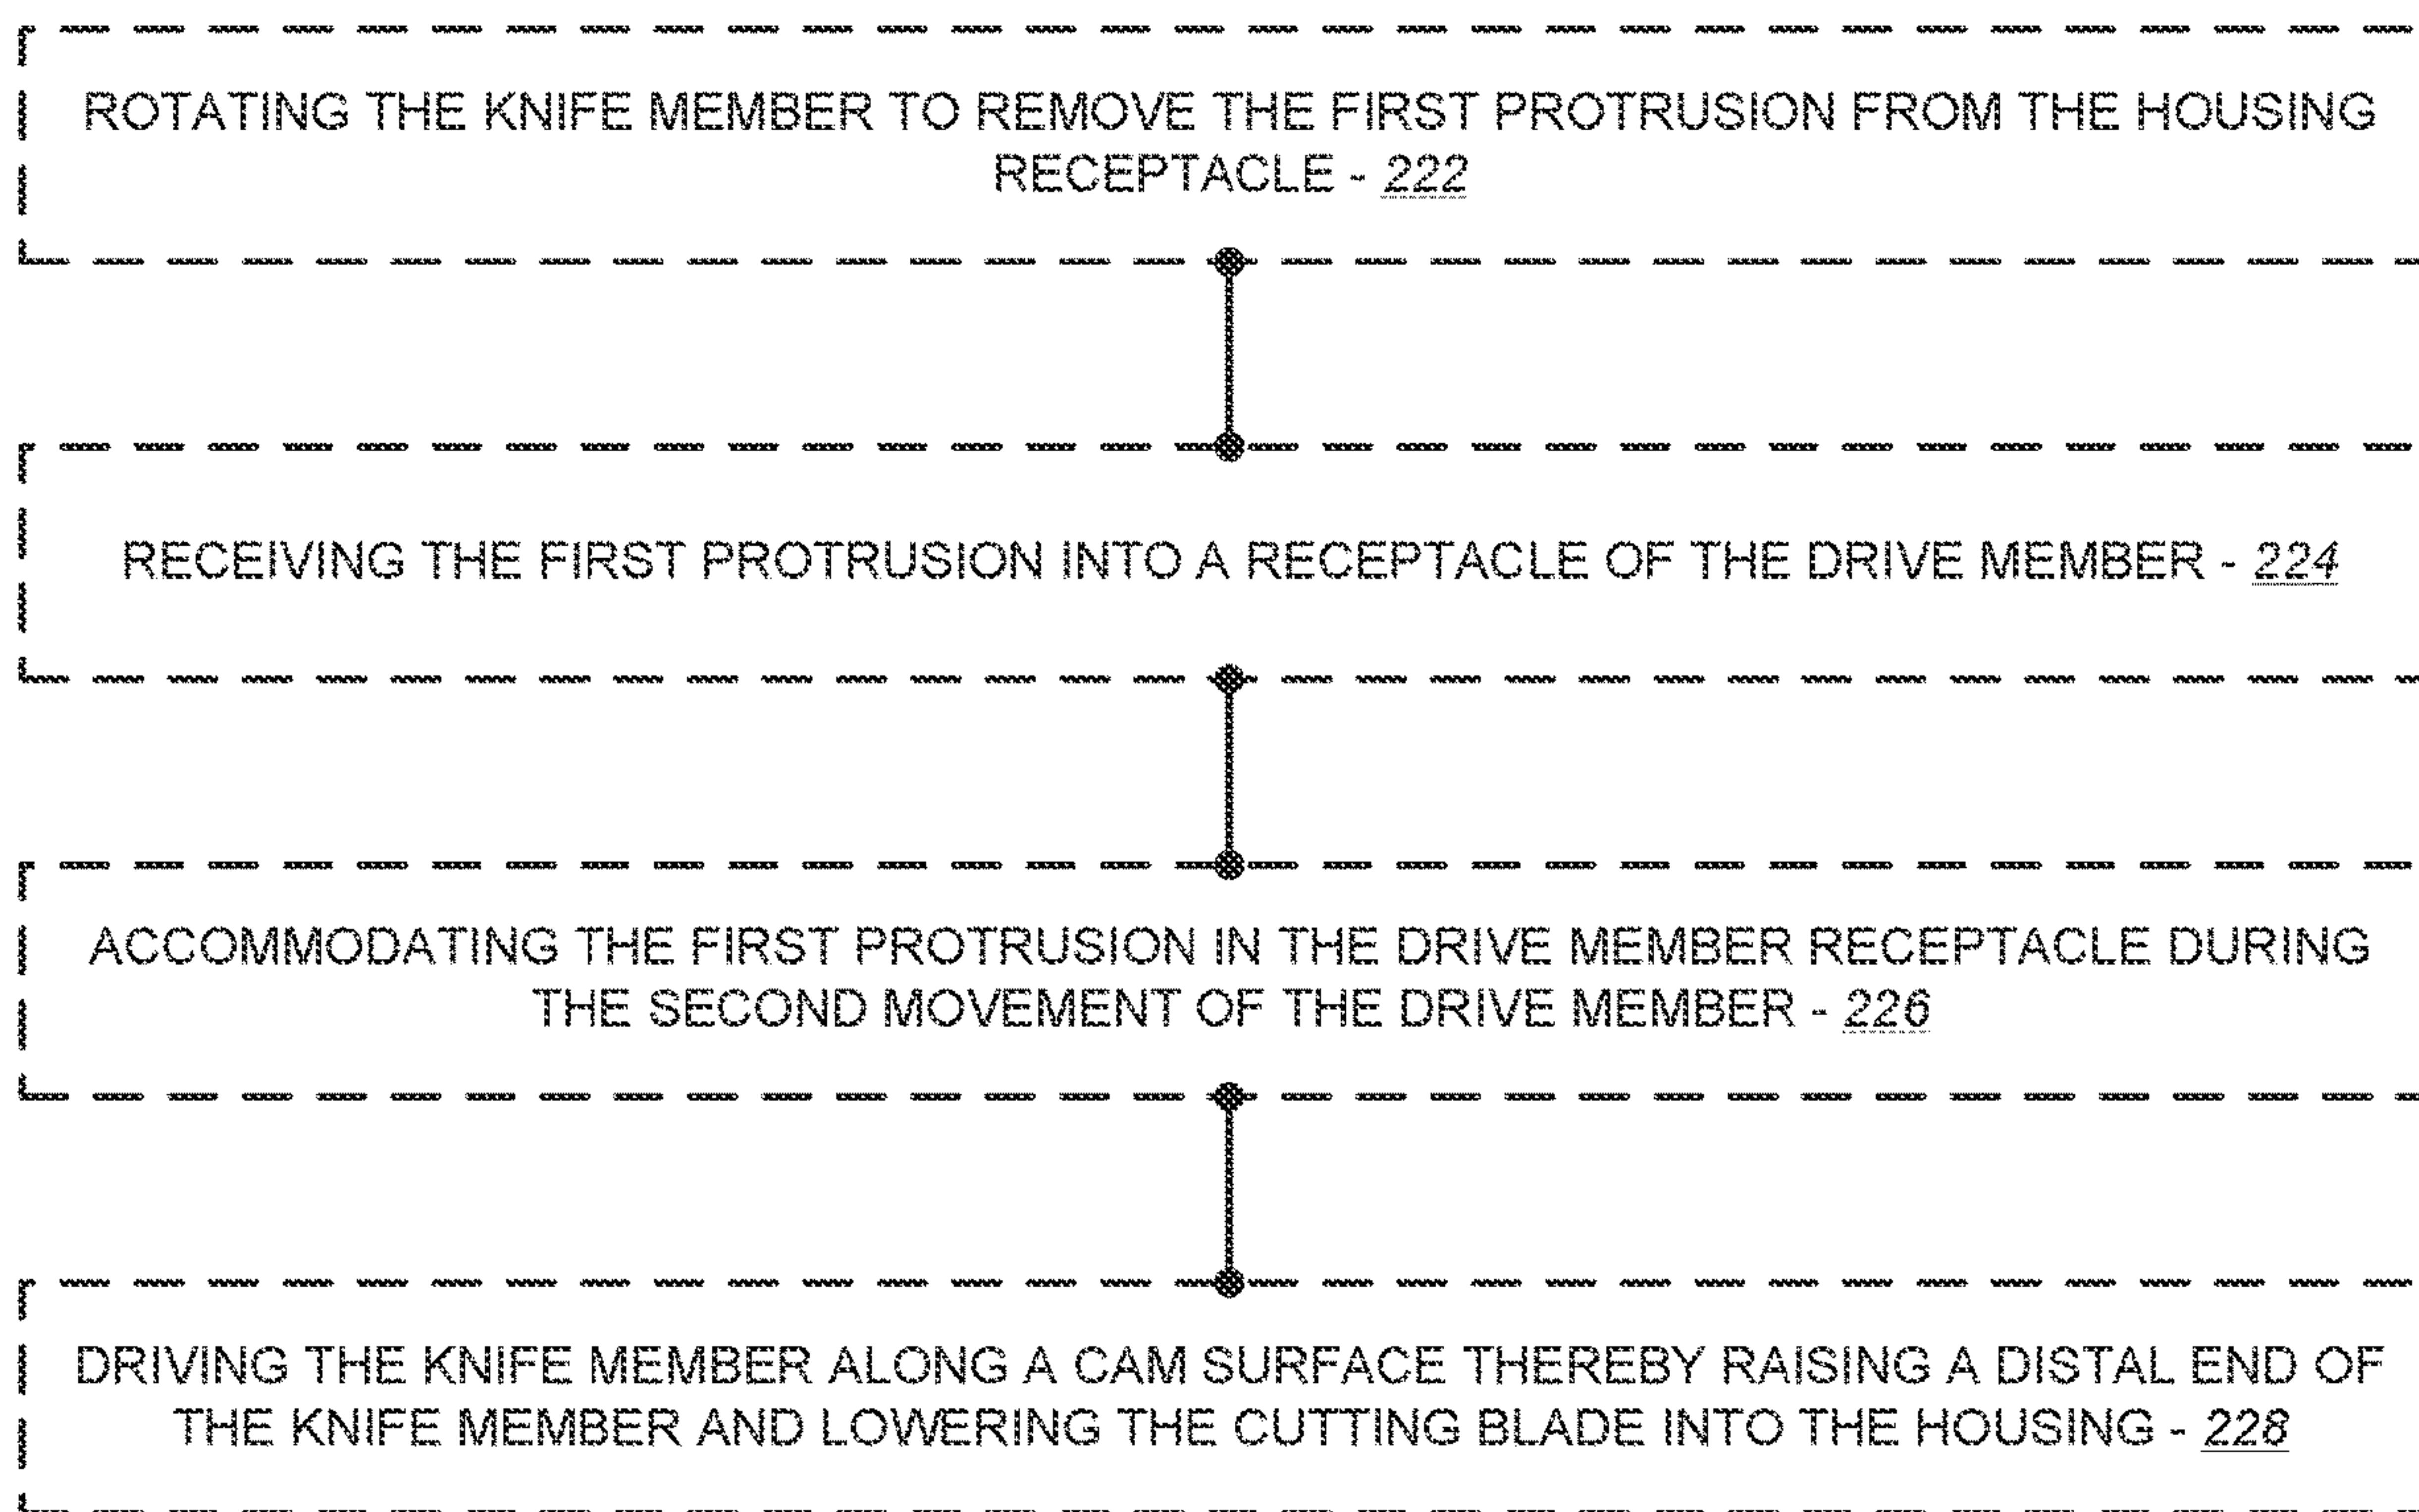 ROTATING THE KNIFE MEMBER TO REMOVE THE FIRST PROTRUSION FROM THE HOUSING
RECEPTACLE - 222
RECEIVING THE FIRST PROTRUSION INTO A RECEPTACLE OF THE DRIVE MEMBER - 224
ACCOMMODATING THE FIRST PROTRUSION IN THE DRIVE MEMBER RECEPTACLE DURING
THE SECOND MOVEMENT OF THE DRIVE MEMBER - 226
DRIVING THE KNIFE MEMBER ALONG A CAM SURFACE THEREBY RAISING A DISTAL END OF
THE KNIFE MEMBER AND LOWERING THE CUTTING BLADE INTO THE HOUSING - 228